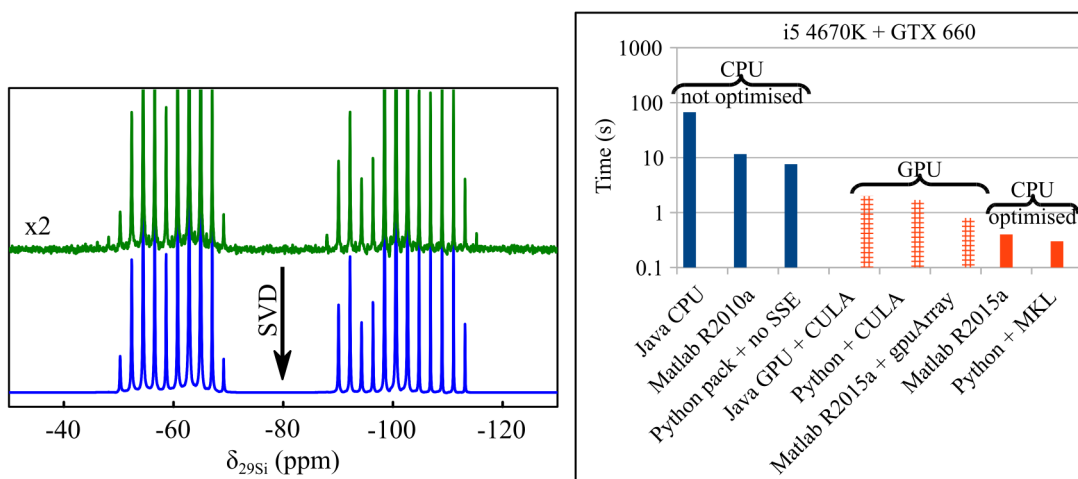 x2
SVD
-40 -60 -80 -100 -120
δ29Si (ppm)
i5 4670K + GTX 660
1000
100
10
1
0.1
Time (s)
CPU
not optimised
GPU
CPU
optimised
Java CPU
Matlab R2010a
Python pack + no SSE
Java GPU + CULA
Python + CULA
Matlab R2015a + gpuArray
Matlab R2015a
Python + MKL